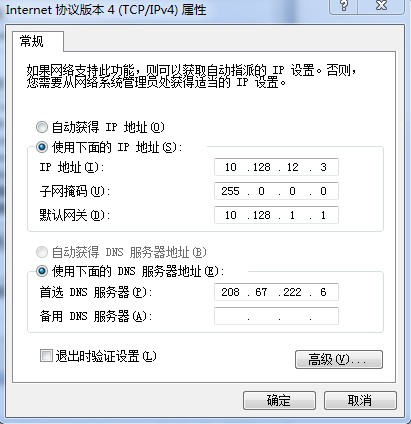 Internet 协议版本 4 (TCP/IPv4) 属性
常规
如果网络支持此功能，则可以获取自动指派的 IP 设置。否则，
您需要从网络系统管理员处获得适当的 IP 设置。
自动获得 IP 地址(O)
使用下面的 IP 地址(S):
IP 地址(I): 10 .128 .12 . 3
子网掩码(U): 255 . 0 . 0 . 0
默认网关(D): 10 .128 . 1 . 1
自动获得 DNS 服务器地址(B)
使用下面的 DNS 服务器地址(E):
首选 DNS 服务器(P): 208 . 67 .222 . 6
备用 DNS 服务器(A): . . .
退出时验证设置(L)
高级(V)...
确定
取消